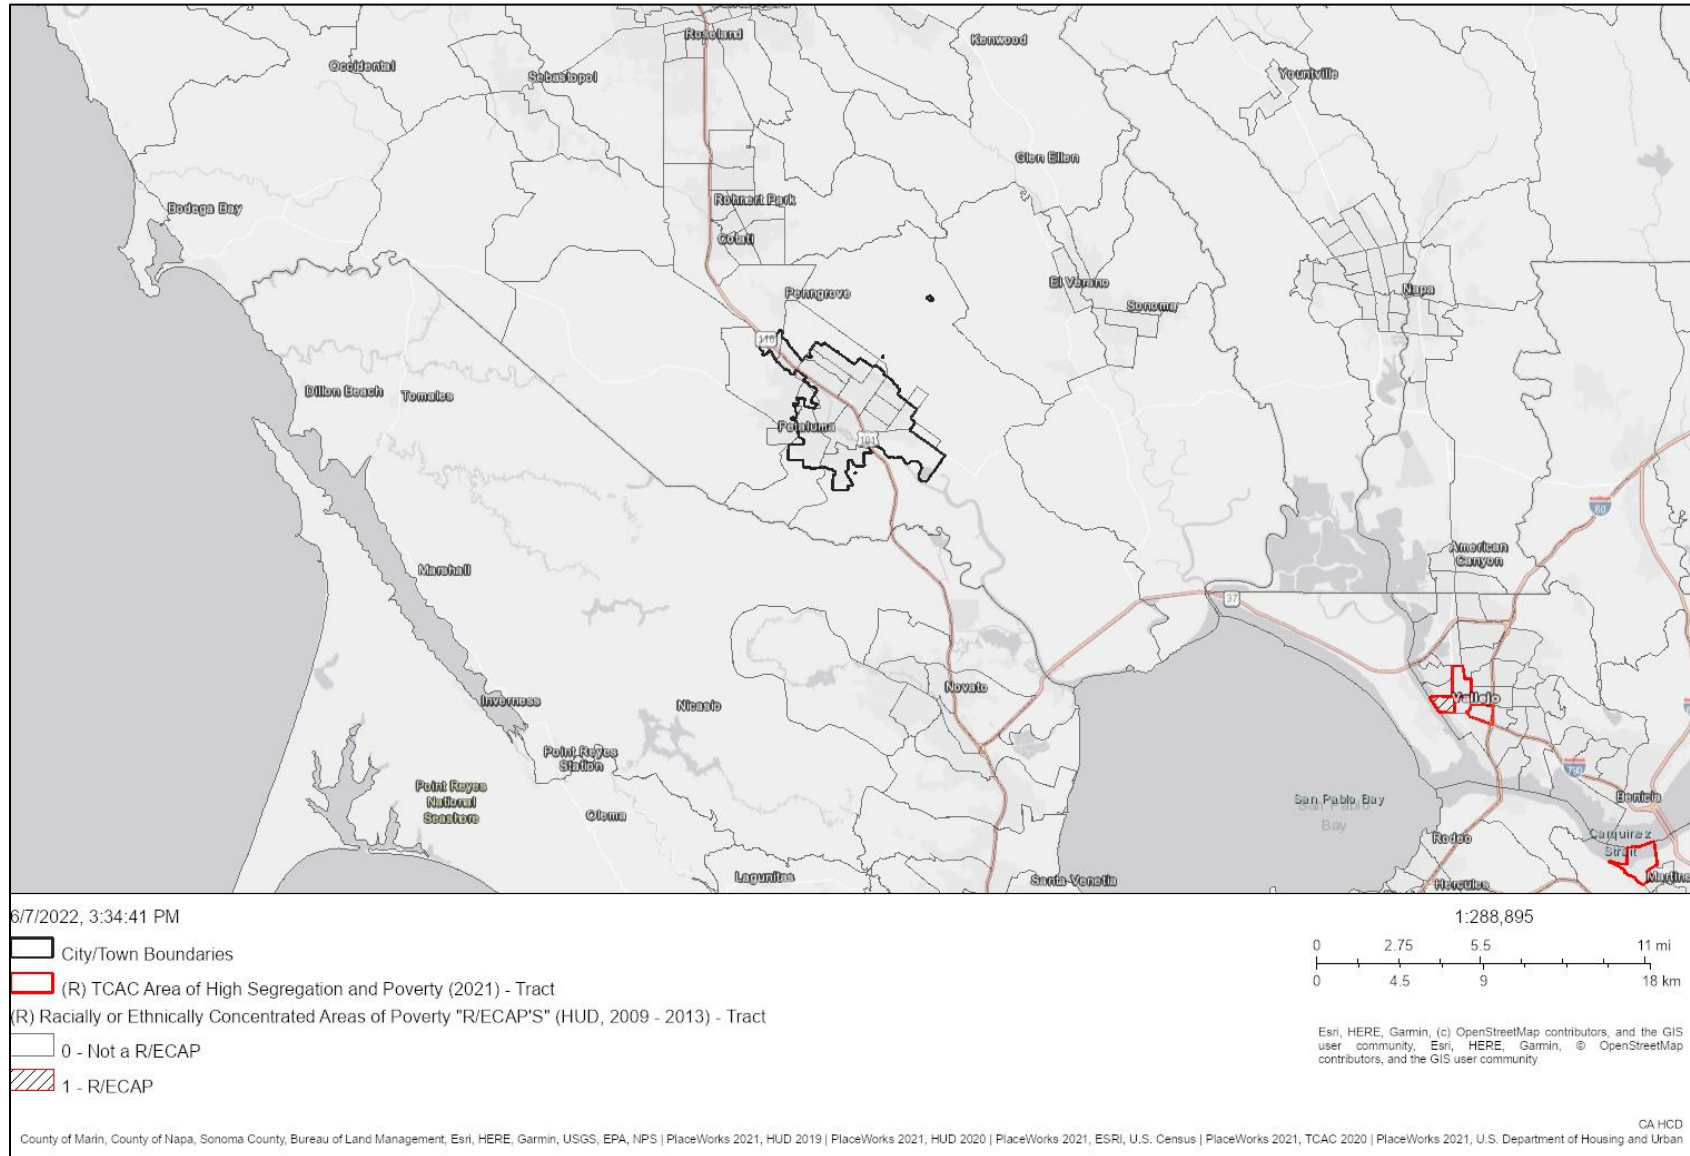 Roseland
Kenwood
Occidental
Sebastopol
Yountville
Glen Ellen
Rohnert Park
Bodega Bay
Cotati
El Verano
Penngrove
Napa
Sonoma
116
Dillon Beach
Tomales
Petaluma
101
80
American
Canyon
Marshall
37
Novato
Vallejo
Inverness
Nicasio
Point Reyes
Station
780
Point Reyes
National
Seashore
San Pablo Bay
San Pablo
Bay
Benicia
Olema
Carquinez
Strait
Rodeo
Lagunitas
Santa Venetia
Hercules
Martinez
6/7/2022, 3:34:41 PM
City/Town Boundaries
(R) TCAC Area of High Segregation and Poverty (2021) - Tract
(R) Racially or Ethnically Concentrated Areas of Poverty "R/ECAP'S" (HUD, 2009 - 2013) - Tract
0 - Not a R/ECAP
1 - R/ECAP
1:288,895
0 2.75 5.5 11 mi
0 4.5 9 18 km
Esri, HERE, Garmin, (c) OpenStreetMap contributors, and the GIS
user community, Esri, HERE, Garmin, © OpenStreetMap
contributors, and the GIS user community
CA HCD
County of Marin, County of Napa, Sonoma County, Bureau of Land Management, Esri, HERE, Garmin, USGS, EPA, NPS | PlaceWorks 2021, HUD 2019 | PlaceWorks 2021, HUD 2020 | PlaceWorks 2021, ESRI, U.S. Census | PlaceWorks 2021, TCAC 2020 | PlaceWorks 2021, U.S. Department of Housing and Urban